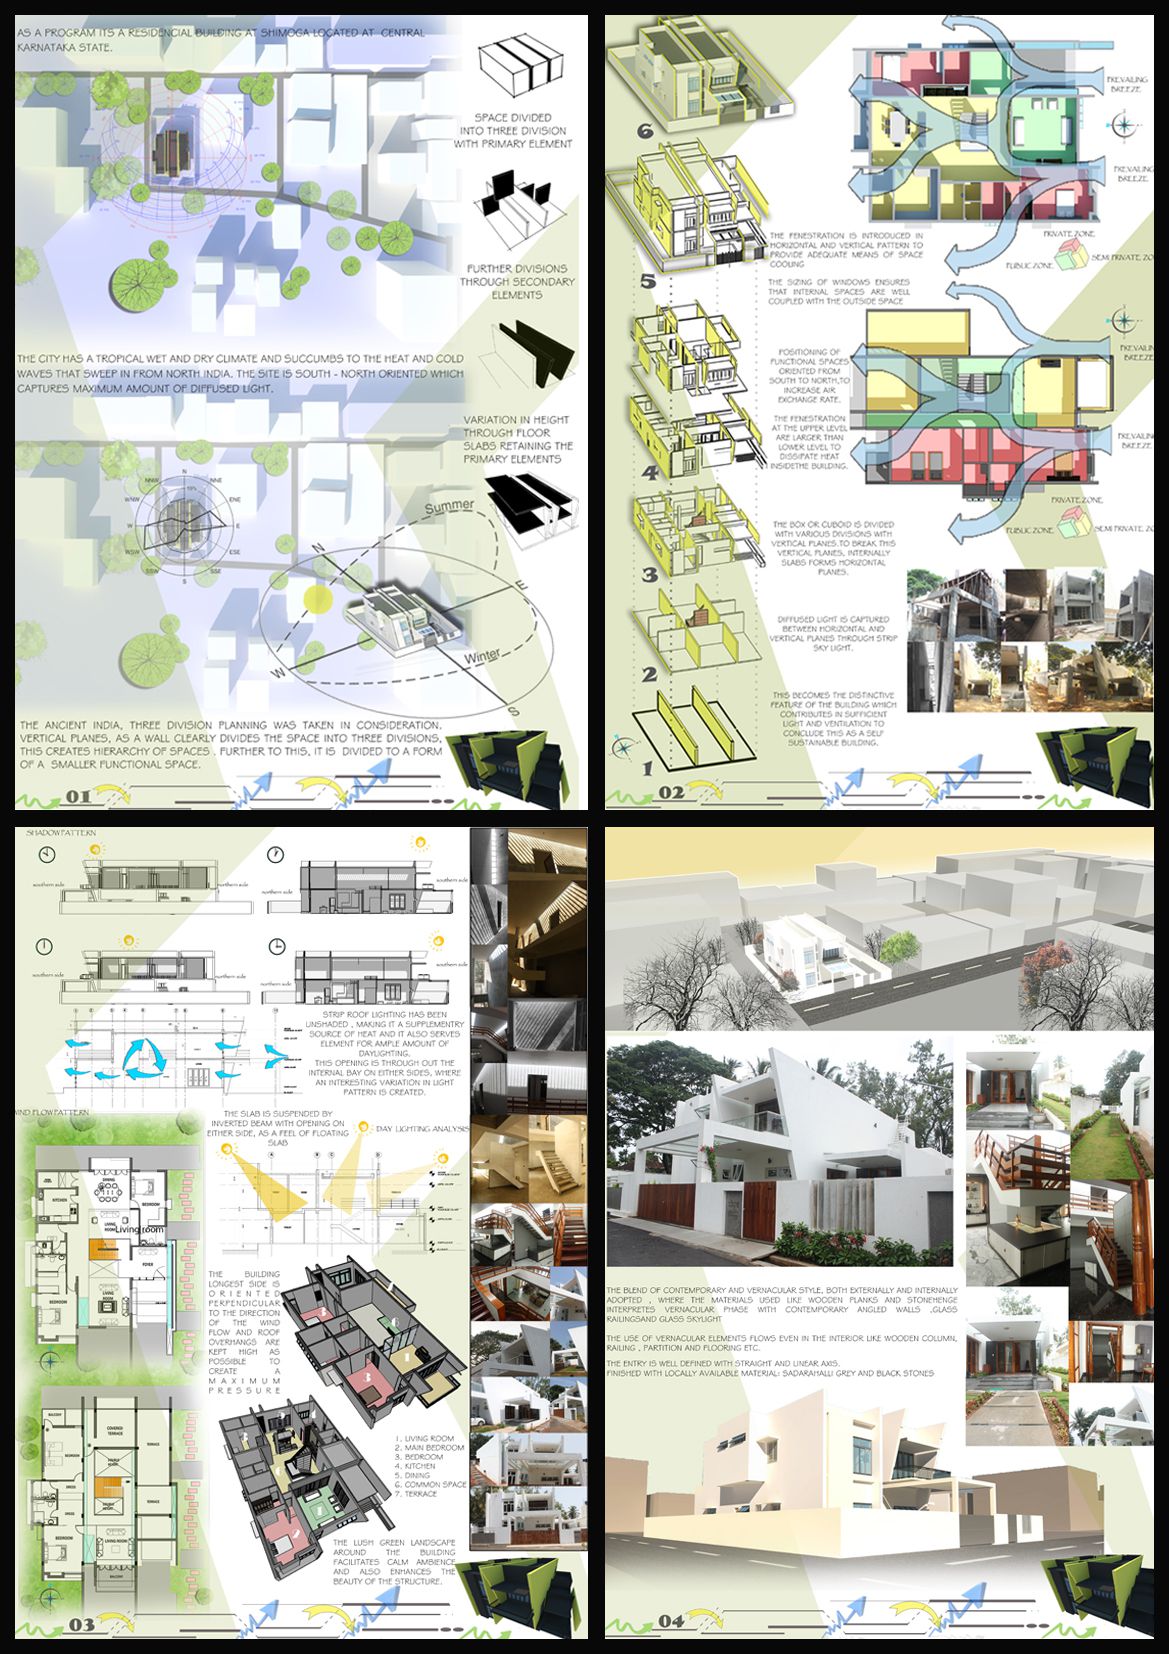 AS A PROGRAM ITS A RESIDENCIAL BUILDING AT SHIMOGA LOCATED AT CENTRAL
KARNATAKA STATE.
SPACE DIVIDED
INTO THREE DIVISION
WITH PRIMARY ELEMENT
FURTHER DIVISIONS
THROUGH SECONDARY
ELEMENTS
THE CITY HAS A TROPICAL WET AND DRY CLIMATE AND SUCCUMBS TO THE HEAT AND COLD
WAVES THAT SWEEP IN FROM NORTH INDIA. THE SITE IS SOUTH - NORTH ORIENTED WHICH
CAPTURES MAXIMUM AMOUNT OF DIFFUSED LIGHT.
VARIATION IN HEIGHT
THROUGH FLOOR
SLABS RETAINING THE
PRIMARY ELEMENTS
N
NNW NNE
WNW ENE
W E
WSW ESE
SSW SSE
S
Summer
N
E
Winter
W
S
THE ANCIENT INDIA, THREE DIVISION PLANNING WAS TAKEN IN CONSIDERATION.
VERTICAL PLANES, AS A WALL CLEARLY DIVIDES THE SPACE INTO THREE DIVISIONS,
THIS CREATES HIERARCHY OF SPACES . FURTHER TO THIS, IT IS DIVIDED TO A FORM
OF A SMALLER FUNCTIONAL SPACE.
01
6
PREVAILING
BREEZE
PREVAILING
BREEZE
5
THE FENESTRATION IS INTRODUCED IN
HORIZONTAL AND VERTICAL PATTERN TO
PROVIDE ADEQUATE MEANS OF SPACE
COOLING
THE SIZING OF WINDOWS ENSURES
THAT INTERNAL SPACES ARE WELL
COUPLED WITH THE OUTSIDE SPACE
PRIVATE ZONE
PUBLIC ZONE
SEMI PRIVATE ZO
PREVAILING
BREEZE
POSITIONING OF
FUNCTIONAL SPACES
ORIENTED FROM
SOUTH TO NORTH,TO
INCREASE AIR
EXCHANGE RATE.
THE FENESTRATION
AT THE UPPER LEVEL
ARE LARGER THAN
LOWER LEVEL TO
DISSIPATE HEAT
INSIDETHE BUILDING.
PREVAILING
BREEZE
4
PRIVATE ZONE
PUBLIC ZONE
SEMI PRIVATE ZO
THE BOX OR CUBOID IS DIVIDED
WITH VARIOUS DIVISIONS WITH
VERTICAL PLANES.TO BREAK THIS
VERTICAL PLANES, INTERNALLY
SLABS FORMS HORIZONTAL
PLANES.
3
DIFFUSED LIGHT IS CAPTURED
BETWEEN HORIZONTAL AND
VERTICAL PLANES THROUGH STRIP
SKY LIGHT.
2
THIS BECOMES THE DISTINCTIVE
FEATURE OF THE BUILDING WHICH
CONTRIBUTES IN SUFFICIENT
LIGHT AND VENTILATION TO
CONCLUDE THIS AS A SELF
SUSTAINABLE BUILDING.
1
02
SHADOW PATTERN
southern side
northern side
northern side
southern side
southern side
northern side
northern side
southern side
STRIP ROOF LIGHTING HAS BEEN
UNSHADED , MAKING IT A SUPPLEMENTRY
SOURCE OF HEAT AND IT ALSO SERVES
ELEMENT FOR AMPLE AMOUNT OF
DAYLIGHTING.
THIS OPENING IS THROUGH OUT THE
INTERNAL BAY ON EITHER SIDES, WHERE
AN INTERESTING VARIATION IN LIGHT
PATTERN IS CREATED.
WIND FLOW PATTERN
THE SLAB IS SUSPENDED BY
INVERTED BEAM WITH OPENING ON
EITHER SIDE, AS A FEEL OF FLOATING
SLAB
DAY LIGHTING ANALYSIS
DINING
KITCHEN
BEDROOM
LIVING
ROOM
Living room
FOYER
BEDROOM
LIVING
ROOM
THE BUILDING
LONGEST SIDE IS
ORIENTED
PERPENDICULAR
TO THE DIRECTION
OF THE WIND
FLOW AND ROOF
OVERHANGS ARE
KEPT HIGH AS
POSSIBLE TO
CREATE A
MAXIMUM
PRESSURE
BALCONY
COVERED
TERRACE
TERRACE
BEDROOM
DRESS
DRESS
TERRACE
BEDROOM
LIVING ROOM
BALCONY
1. LIVING ROOM
2. MAIN BEDROOM
3. BEDROOM
4. KITCHEN
5. DINING
6. COMMON SPACE
7. TERRACE
THE LUSH GREEN LANDSCAPE
AROUND THE BUILDING
FACILITATES CALM AMBIENCE
AND ALSO ENHANCES THE
BEAUTY OF THE STRUCTURE.
03
THE BLEND OF CONTEMPORARY AND VERNACULAR STYLE, BOTH EXTERNALLY AND INTERNALLY
ADOPTED , WHERE THE MATERIALS USED LIKE WOODEN PLANKS AND STONEHENGE
INTERPRETES VERNACULAR PHASE WITH CONTEMPORARY ANGLED WALLS ,GLASS
RAILINGSAND GLASS SKYLIGHT
THE USE OF VERNACULAR ELEMENTS FLOWS EVEN IN THE INTERIOR LIKE WOODEN COLUMN,
RAILING , PARTITION AND FLOORING ETC.
THE ENTRY IS WELL DEFINED WITH STRAIGHT AND LINEAR AXIS.
FINISHED WITH LOCALLY AVAILABLE MATERIAL: SADARAHALLI GREY AND BLACK STONES
04